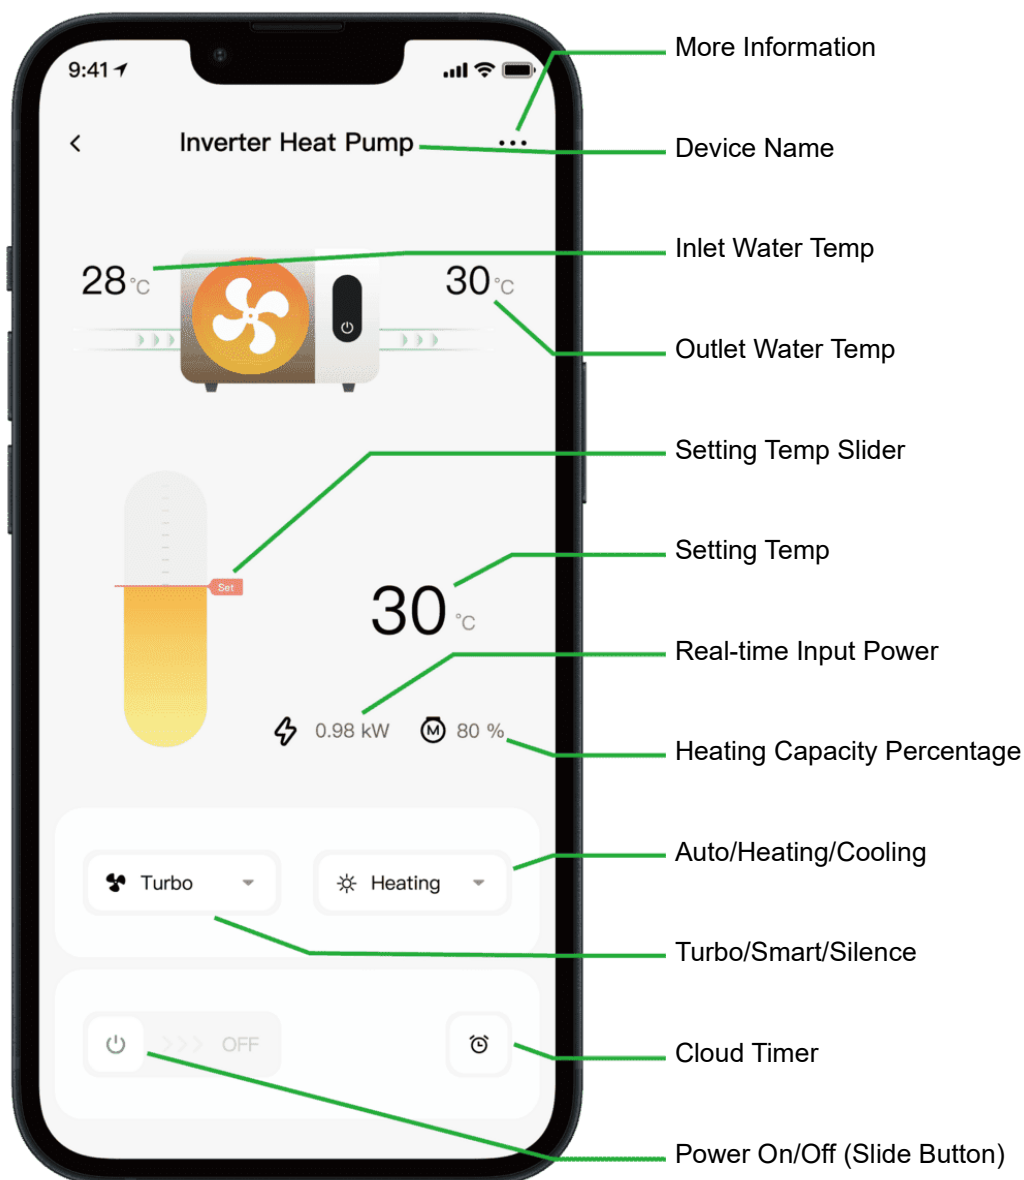 More Information
9:41
Inverter Heat Pump
Device Name
Inlet Water Temp
28 °C
30 °C
Outlet Water Temp
Setting Temp Slider
Setting Temp
Set
30 °C
Real-time Input Power
0.98 kW
M
80 %
Heating Capacity Percentage
Auto/Heating/Cooling
Turbo
Heating
Turbo/Smart/Silence
OFF
Cloud Timer
Power On/Off (Slide Button)